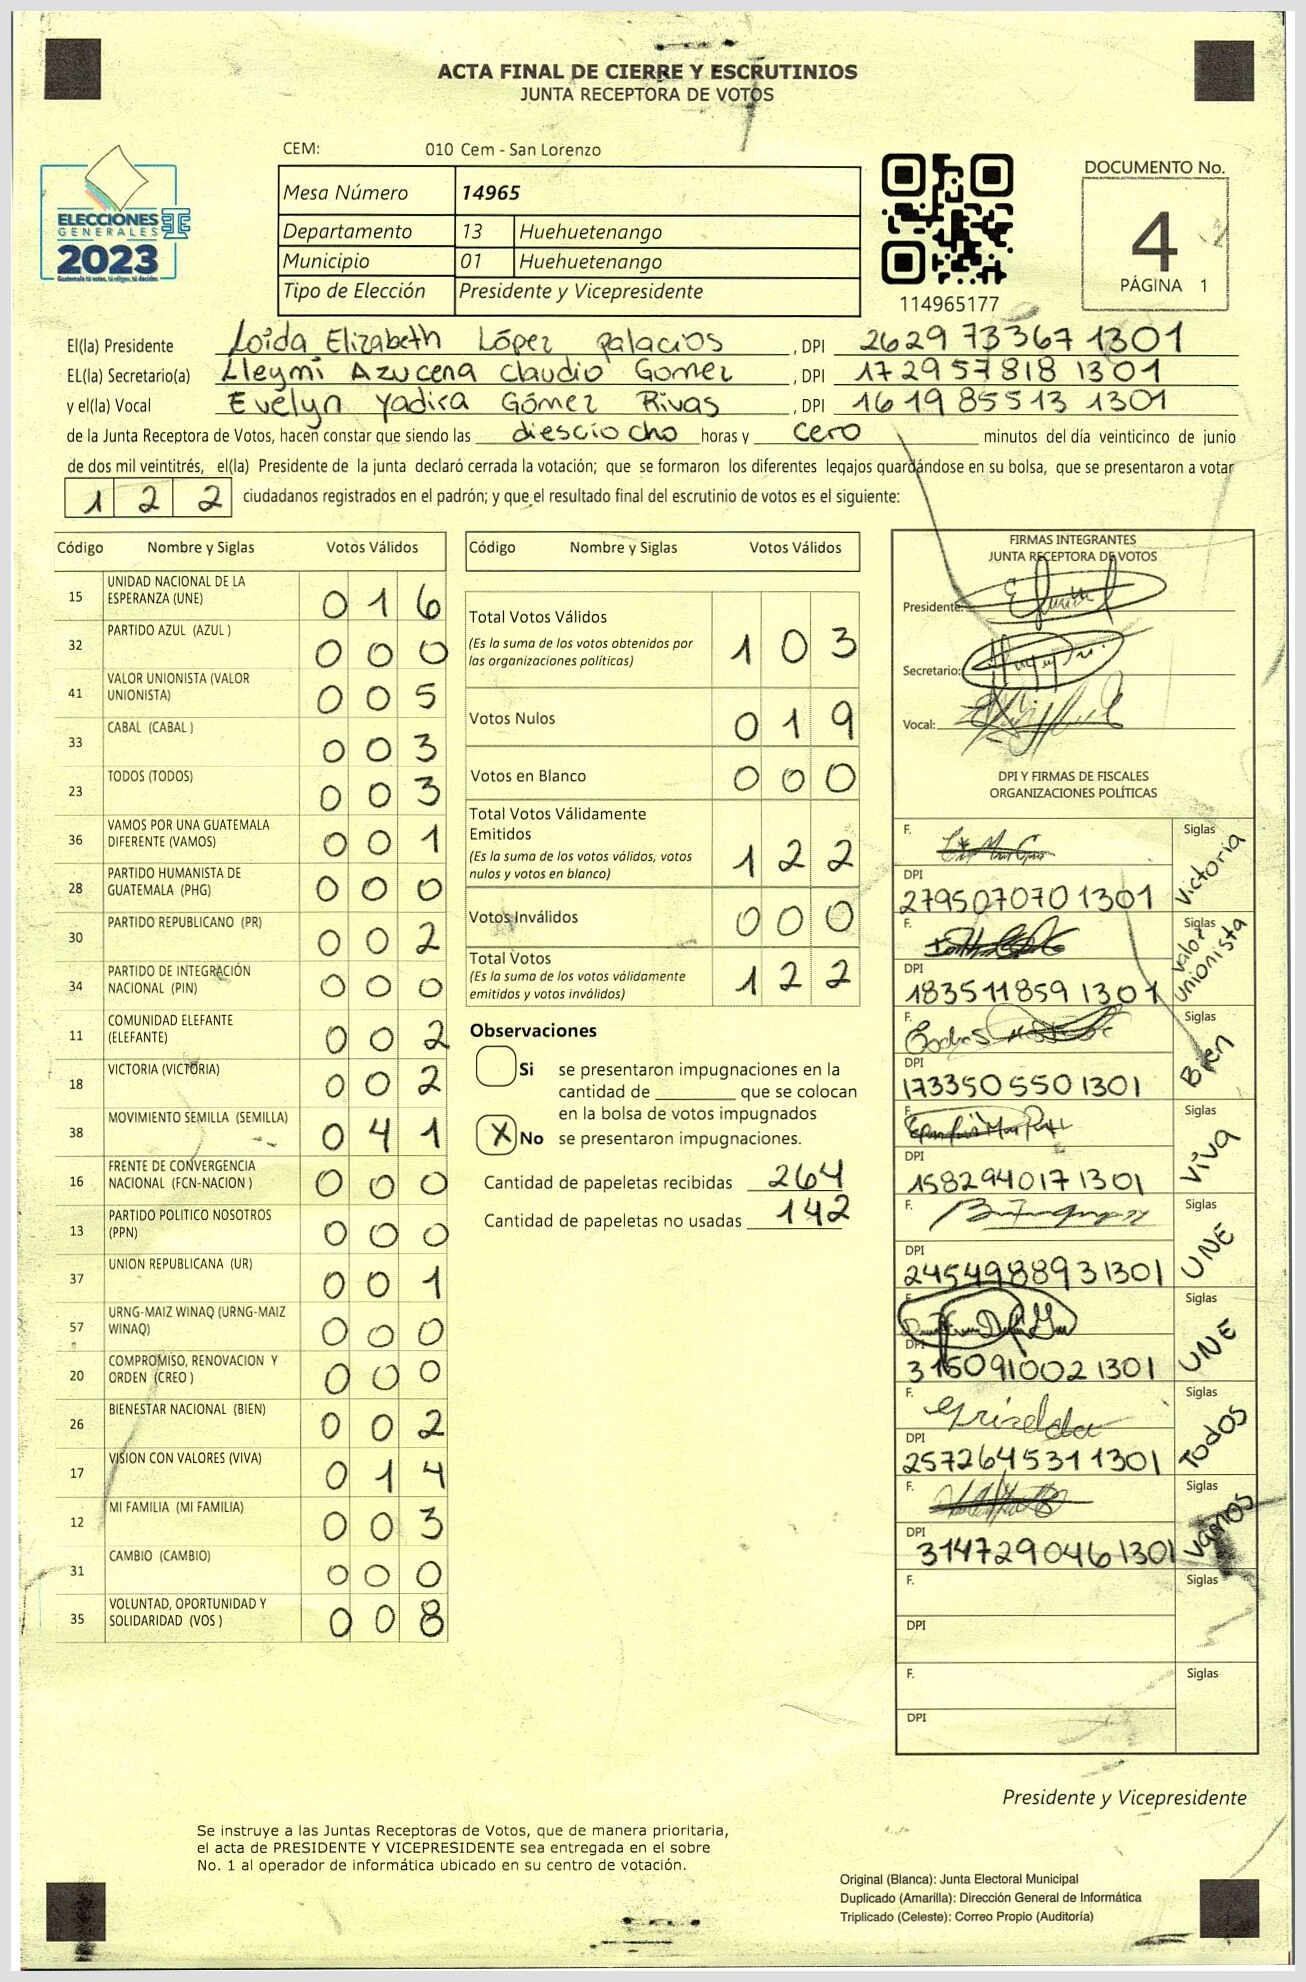 ACTA FINAL DE CIERRE Y ESCRUTINIOS
JUNTA RECEPTORA DE VOTOS
CEM: 010 Cem - San Lorenzo
ELECCIONES
GENERALES
2023
Mesa Número 14965
Departamento 13 Huehuetenango
Municipio 01 Huehuetenango
Tipo de Elección Presidente y Vicepresidente
114965177
DOCUMENTO No.
4
PÁGINA 1
El(la) Presidente Loida Elizabeth López palacios , DPI 2629 73367 1301
EL(la) Secretario(a) Lleymi Azucena Claudio Gomez , DPI 1729 57818 1301
y el(la) Vocal Evelyn Yadira Gómez Rivas , DPI 1619 85513 1301
de la Junta Receptora de Votos, hacen constar que siendo las diesciocho horas y cero minutos del día veinticinco de junio
de dos mil veintitrés, el(la) Presidente de la junta declaró cerrada la votación; que se formaron los diferentes legajos guardándose en su bolsa, que se presentaron a votar
1 2 2 ciudadanos registrados en el padrón; y que el resultado final del escrutinio de votos es el siguiente:
Código Nombre y Siglas Votos Válidos
15 UNIDAD NACIONAL DE LA ESPERANZA (UNE) 0 1 6
32 PARTIDO AZUL (AZUL ) 0 0 0
41 VALOR UNIONISTA (VALOR UNIONISTA) 0 0 5
33 CABAL (CABAL ) 0 0 3
23 TODOS (TODOS) 0 0 3
36 VAMOS POR UNA GUATEMALA DIFERENTE (VAMOS) 0 0 1
28 PARTIDO HUMANISTA DE GUATEMALA (PHG) 0 0 0
30 PARTIDO REPUBLICANO (PR) 0 0 2
34 PARTIDO DE INTEGRACIÓN NACIONAL (PIN) 0 0 0
11 COMUNIDAD ELEFANTE (ELEFANTE) 0 0 2
18 VICTORIA (VICTORIA) 0 0 2
38 MOVIMIENTO SEMILLA (SEMILLA) 0 4 1
16 FRENTE DE CONVERGENCIA NACIONAL (FCN-NACION ) 0 0 0
13 PARTIDO POLITICO NOSOTROS (PPN) 0 0 0
37 UNION REPUBLICANA (UR) 0 0 1
57 URNG-MAIZ WINAQ (URNG-MAIZ WINAQ) 0 0 0
20 COMPROMISO, RENOVACION Y ORDEN (CREO ) 0 0 0
26 BIENESTAR NACIONAL (BIEN) 0 0 2
17 VISION CON VALORES (VIVA) 0 1 4
12 MI FAMILIA (MI FAMILIA) 0 0 3
31 CAMBIO (CAMBIO) 0 0 0
35 VOLUNTAD, OPORTUNIDAD Y SOLIDARIDAD (VOS ) 0 0 8
Código Nombre y Siglas Votos Válidos
Total Votos Válidos 1 0 3
(Es la suma de los votos obtenidos por
las organizaciones políticas)
Votos Nulos 0 1 9
Votos en Blanco 0 0 0
Total Votos Válidamente
Emitidos 1 2 2
(Es la suma de los votos válidos, votos
nulos y votos en blanco)
Votos Inválidos 0 0 0
Total Votos 1 2 2
(Es la suma de los votos válidamente
emitidos y votos inválidos)
Observaciones
Si se presentaron impugnaciones en la
cantidad de que se colocan
en la bolsa de votos impugnados
X No se presentaron impugnaciones.
Cantidad de papeletas recibidas 264
Cantidad de papeletas no usadas 142
FIRMAS INTEGRANTES
JUNTA RECEPTORA DE VOTOS
Presidente:
Secretario:
Vocal:
DPI Y FIRMAS DE FISCALES
ORGANIZACIONES POLÍTICAS
F. Siglas Victoria
DPI 279507070 1301
F. Siglas Valor Unionista
DPI 183511859 1301
F. Siglas Bien
DPI 173350550 1301
F. Siglas Viva
DPI 158294017 1301
F. Siglas UNE
DPI 245498893 1301
F. Siglas UNE
DPI 315091002 1301
F. Griselda Siglas Todos
DPI 257264531 1301
F. Siglas Vamos
DPI 314729046 1301
F. Siglas
DPI
F. Siglas
DPI
Presidente y Vicepresidente
Se instruye a las Juntas Receptoras de Votos, que de manera prioritaria,
el acta de PRESIDENTE Y VICEPRESIDENTE sea entregada en el sobre
No. 1 al operador de informática ubicado en su centro de votación.
Original (Blanca): Junta Electoral Municipal
Duplicado (Amarilla): Dirección General de Informática
Triplicado (Celeste): Correo Propio (Auditoría)